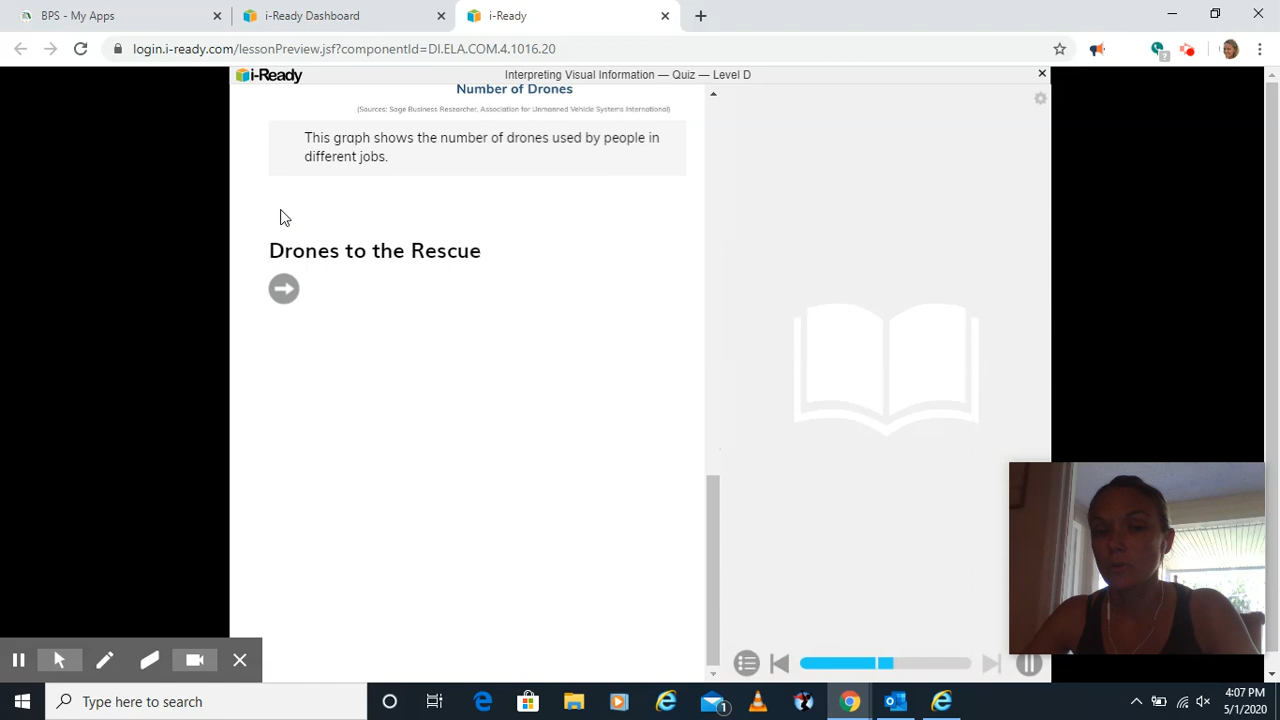 BPS - My Apps
i-Ready Dashboard
i-Ready
login.i-ready.com/lessonPreview.jsf?componentId=DI.ELA.COM.4.1016.20
i-Ready
Interpreting Visual Information — Quiz — Level D
Number of Drones
(Sources: Sage Business Researcher, Association for Unmanned Vehicle Systems International)
This graph shows the number of drones used by people in
different jobs.
Drones to the Rescue
Type here to search
1
4:07 PM
5/1/2020